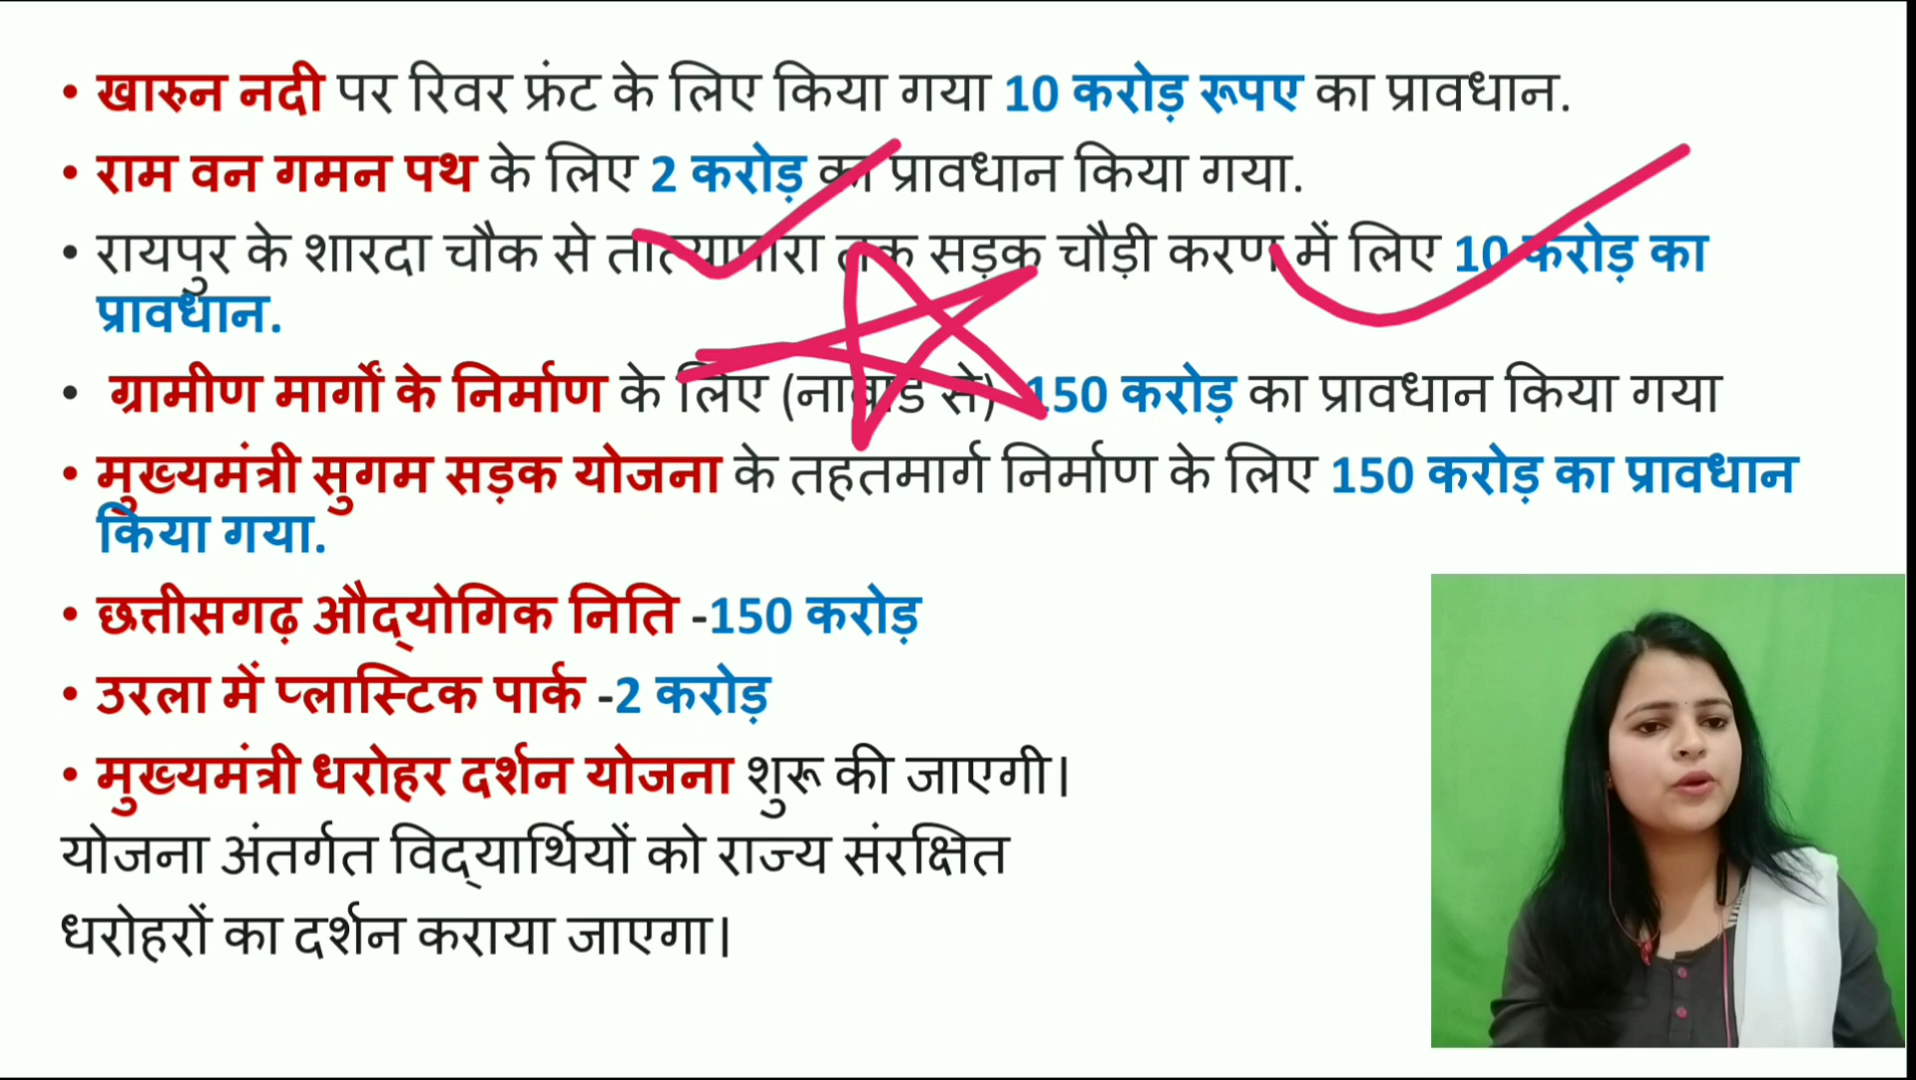 • खारुन नदी पर रिवर फ्रंट के लिए किया गया 10 करोड़ रूपए का प्रावधान.
• राम वन गमन पथ के लिए 2 करोड़ का प्रावधान किया गया.
• रायपुर के शारदा चौक से तात्यापारा तक सड़क चौड़ी करण में लिए 10 करोड़ का
प्रावधान.
• ग्रामीण मार्गों के निर्माण के लिए (नाबार्ड से) 150 करोड़ का प्रावधान किया गया
• मुख्यमंत्री सुगम सड़क योजना के तहतमार्ग निर्माण के लिए 150 करोड़ का प्रावधान
किया गया.
• छत्तीसगढ़ औद्योगिक निति -150 करोड़
• उरला में प्लास्टिक पार्क -2 करोड़
• मुख्यमंत्री धरोहर दर्शन योजना शुरू की जाएगी।
योजना अंतर्गत विद्यार्थियों को राज्य संरक्षित
धरोहरों का दर्शन कराया जाएगा।